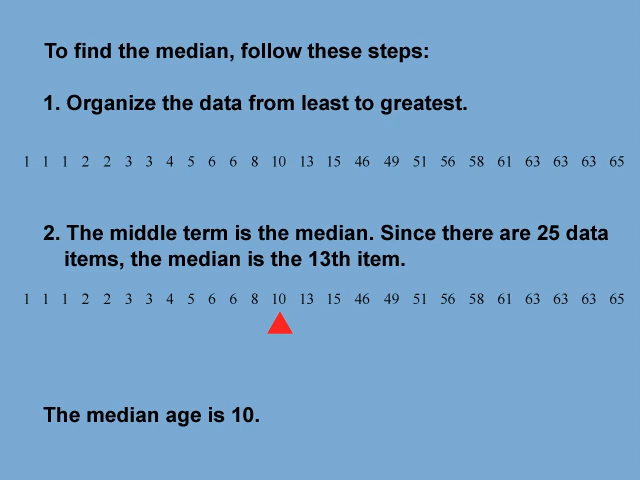 To find the median, follow these steps:
1. Organize the data from least to greatest.
1 1 1 2 2 3 3 4 5 6 6 8 10 13 15 46 49 51 56 58 61 63 63 63 65
2. The middle term is the median. Since there are 25 data
items, the median is the 13th item.
1 1 1 2 2 3 3 4 5 6 6 8 10 13 15 46 49 51 56 58 61 63 63 63 65
The median age is 10.